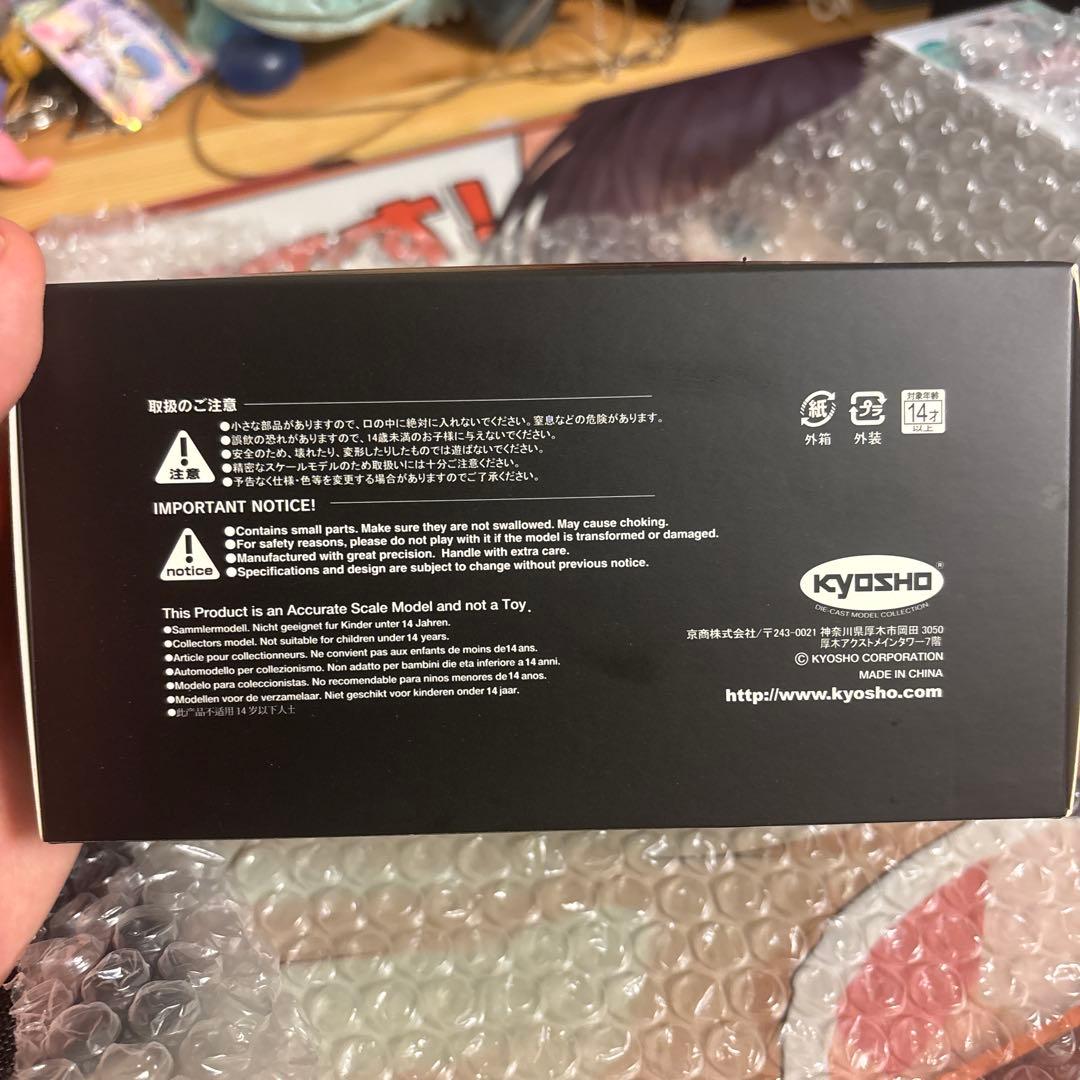 取扱のご注意
注意
●小さな部品がありますので、口の中に絶対に入れないでください。窒息などの危険があります。
●誤飲の恐れがありますので、14歳未満のお子様に与えないでください。
●安全のため、壊れたり、変形したりしたものでは遊ばないでください。
●精密なスケールモデルのため取扱いには十分ご注意ください。
●予告なく仕様・色等を変更する場合がありますのでご了承ください。
紙
外箱
プラ
外装
対象年齢
14才
以上
IMPORTANT NOTICE!
notice
●Contains small parts. Make sure they are not swallowed. May cause choking.
●For safety reasons, please do not play with it if the model is transformed or damaged.
●Manufactured with great precision. Handle with extra care.
●Specifications and design are subject to change without previous notice.
This Product is an Accurate Scale Model and not a Toy.
●Sammlermodell. Nicht geeignet fur Kinder unter 14 Jahren.
●Collectors model. Not suitable for children under 14 years.
●Article pour collectionneurs. Ne convient pas aux enfants de moins de14 ans.
●Automodello per collezionismo. Non adatto per bambini die eta inferiore a 14 anni.
●Modelo para coleccionistas. No recomendable para ninos menores de 14 anos.
●Modellen voor de verzamelaar. Niet geschikt voor kinderen onder 14 jaar.
●此产品不适用 14 岁以下人士
KYOSHO®
DIE-CAST MODEL COLLECTION
京商株式会社/〒243-0021 神奈川県厚木市岡田 3050
厚木アクストメインタワー7階
© KYOSHO CORPORATION
MADE IN CHINA
http://www.kyosho.com